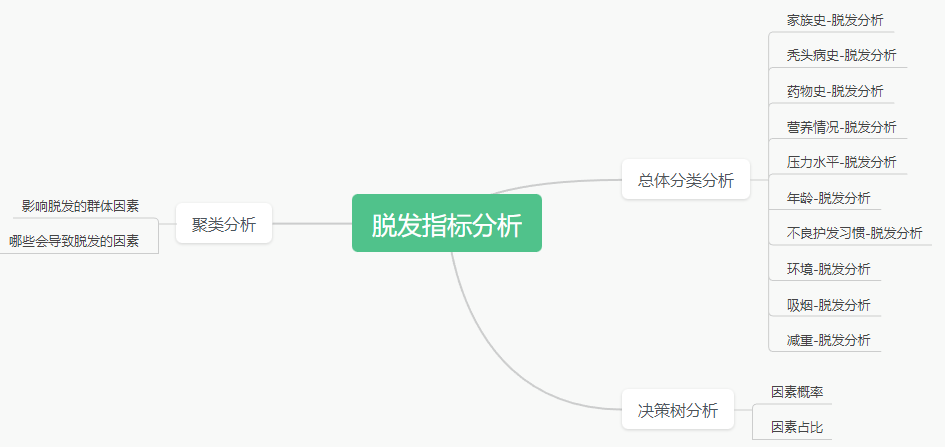 脱发指标分析
总体分类分析
家族史-脱发分析
秃头病史-脱发分析
药物史-脱发分析
营养情况-脱发分析
压力水平-脱发分析
年龄-脱发分析
不良护发习惯-脱发分析
环境-脱发分析
吸烟-脱发分析
减重-脱发分析
决策树分析
因素概率
因素占比
聚类分析
影响脱发的群体因素
哪些会导致脱发的因素